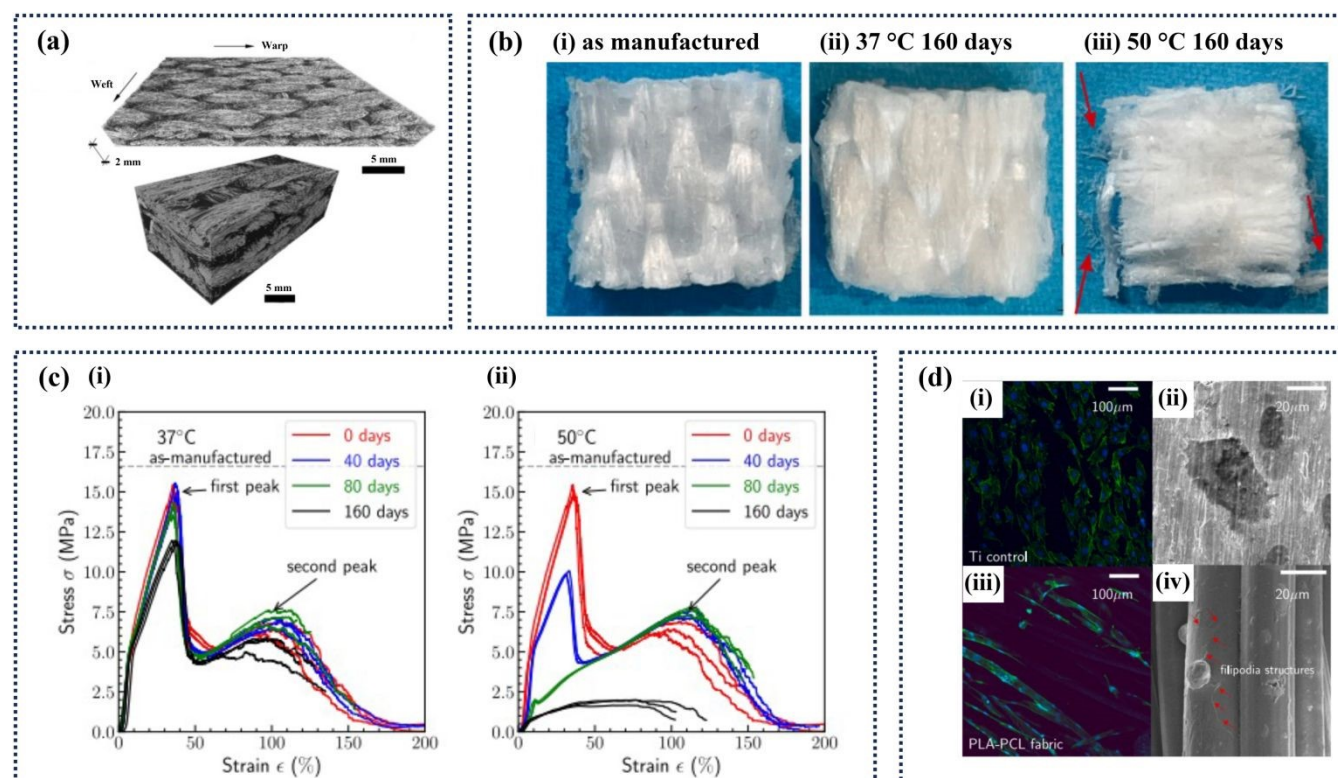 (a)
Warp
Weft
2 mm
5 mm
5 mm
(b)
(i) as manufactured
(ii) 37 °C 160 days
(iii) 50 °C 160 days
(c)
(i)
20.0
17.5
15.0
12.5
10.0
7.5
5.0
2.5
0.0
Stress σ (MPa)
37°C
as-manufactured
first peak
second peak
0 days
40 days
80 days
160 days
0
50
100
150
200
Strain ϵ (%)
(ii)
20.0
17.5
15.0
12.5
10.0
7.5
5.0
2.5
0.0
Stress σ (MPa)
50°C
as-manufactured
first peak
second peak
0 days
40 days
80 days
160 days
0
50
100
150
200
Strain ϵ (%)
(d)
(i)
100μm
Ti control
(ii)
20μm
(iii)
100μm
PLA-PCL fabric
(iv)
20μm
filipodia structures